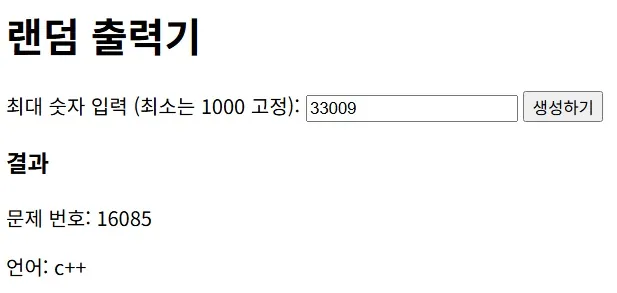 랜덤 출력기
최대 숫자 입력 (최소는 1000 고정): 33009 생성하기
결과
문제 번호: 16085
언어: c++